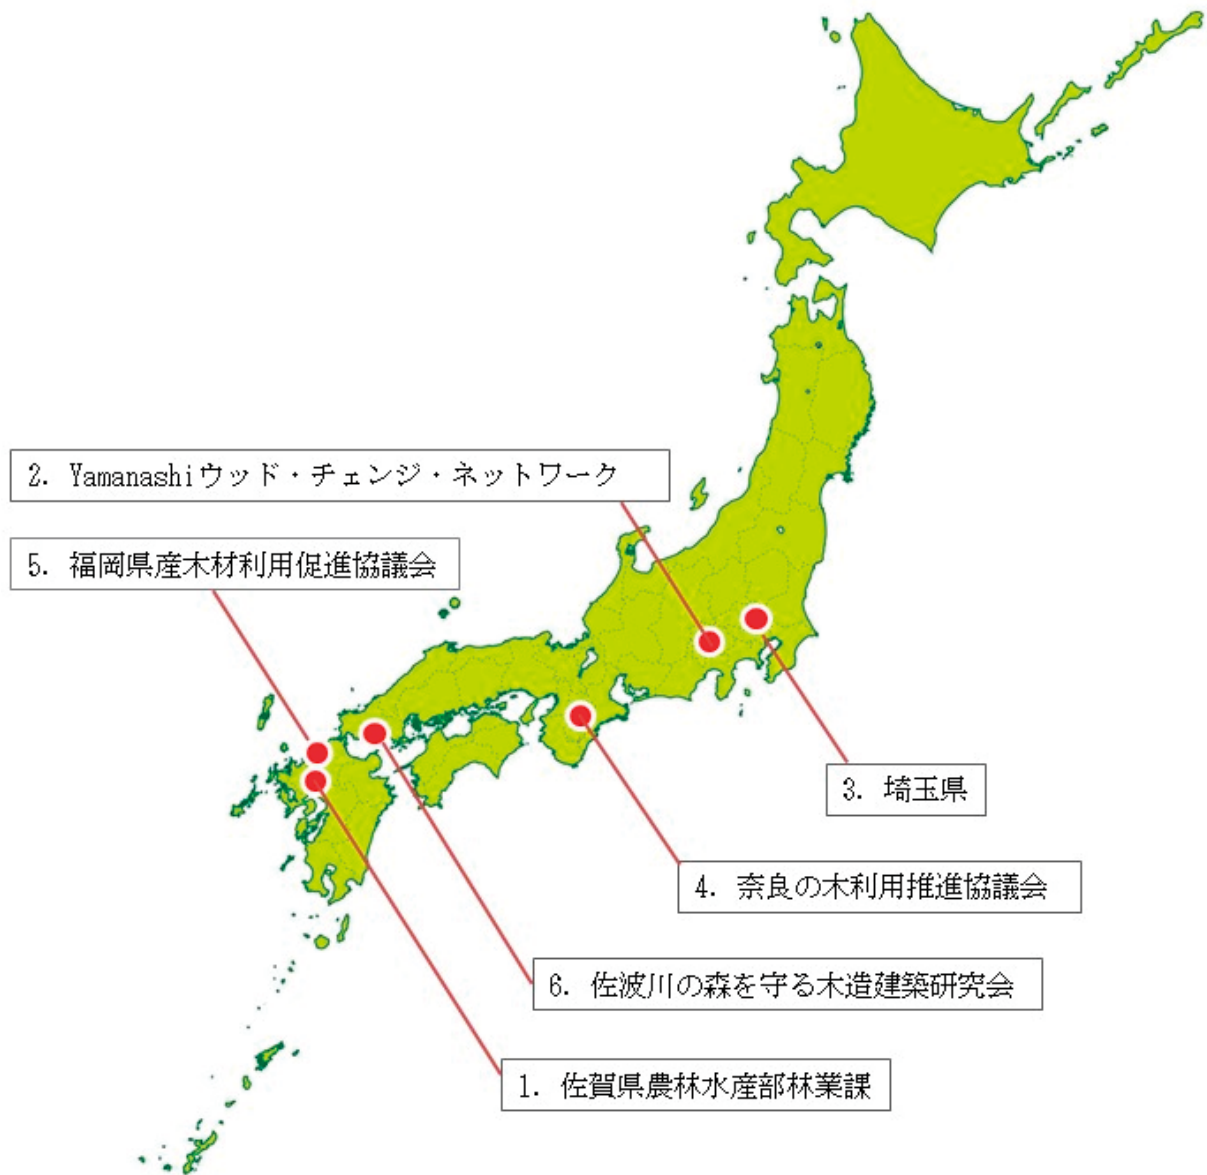 2. Yamanashiウッド・チェンジ・ネットワーク
5. 福岡県産木材利用促進協議会
3. 埼玉県
4. 奈良の木利用推進協議会
6. 佐波川の森を守る木造建築研究会
1. 佐賀県農林水産部林業課